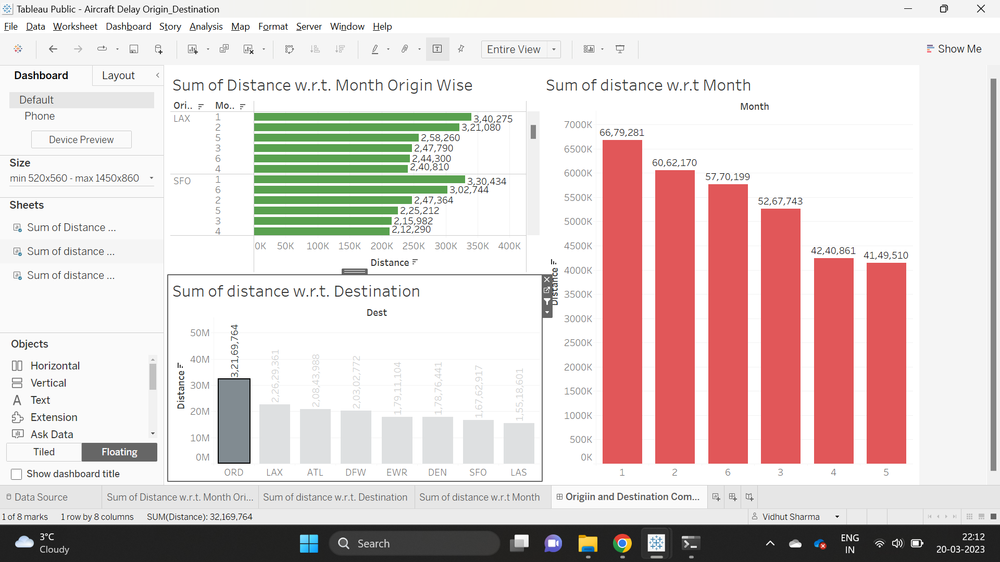 Tableau Public - Aircraft Delay Origin_Destination
File Data Worksheet Dashboard Story Analysis Map Format Server Window Help
Entire View
Show Me
Dashboard Layout
Default
Phone
Device Preview
Size
min 520x560 - max 1450x860
Sheets
Sum of Distance ...
Sum of distance ...
Sum of distance ...
Objects
Horizontal
Vertical
Text
Extension
Ask Data
Tiled Floating
Show dashboard title
Sum of Distance w.r.t. Month Origin Wise
Ori.. Mo..
LAX 1 3,40,275
2 3,21,080
5 2,58,260
3 2,47,790
6 2,44,300
4 2,40,810
SFO 1 3,30,434
6 3,02,744
2 2,47,364
5 2,25,212
3 2,15,982
4 2,12,290
0K 50K 100K 150K 200K 250K 300K 350K 400K
Distance
Sum of distance w.r.t. Destination
Dest
Distance
50M
40M
30M
20M
10M
0M
3,21,69,764 2,26,29,361 2,08,43,988 2,03,02,772 1,79,11,104 1,78,76,441 1,67,62,917 1,55,18,601
ORD LAX ATL DFW EWR DEN SFO LAS
Sum of distance w.r.t Month
Month
Distance
7000K
6500K
6000K
5500K
5000K
4500K
4000K
3500K
3000K
2500K
2000K
1500K
1000K
500K
0K
66,79,281 60,62,170 57,70,199 52,67,743 42,40,861 41,49,510
1 2 6 3 4 5
Data Source Sum of Distance w.r.t. Month Ori... Sum of distance w.r.t. Destination Sum of distance w.r.t Month Origiin and Destination Com...
1 of 8 marks 1 row by 8 columns SUM(Distance): 32,169,764
Vidhut Sharma
3°C
Cloudy
Search
ENG
IN
22:12
20-03-2023